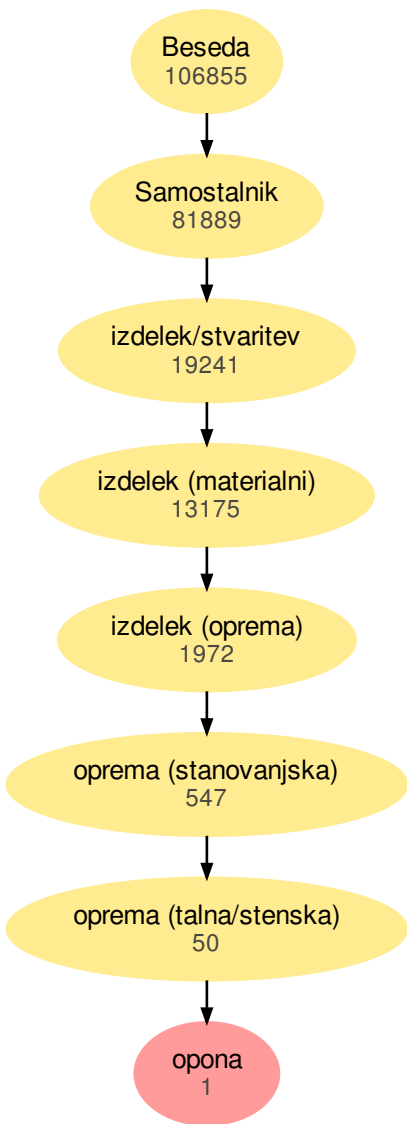 Beseda
106855
Samostalnik
81889
izdelek/stvaritev
19241
izdelek (materialni)
13175
izdelek (oprema)
1972
oprema (stanovanjska)
547
oprema (talna/stenska)
50
opona
1